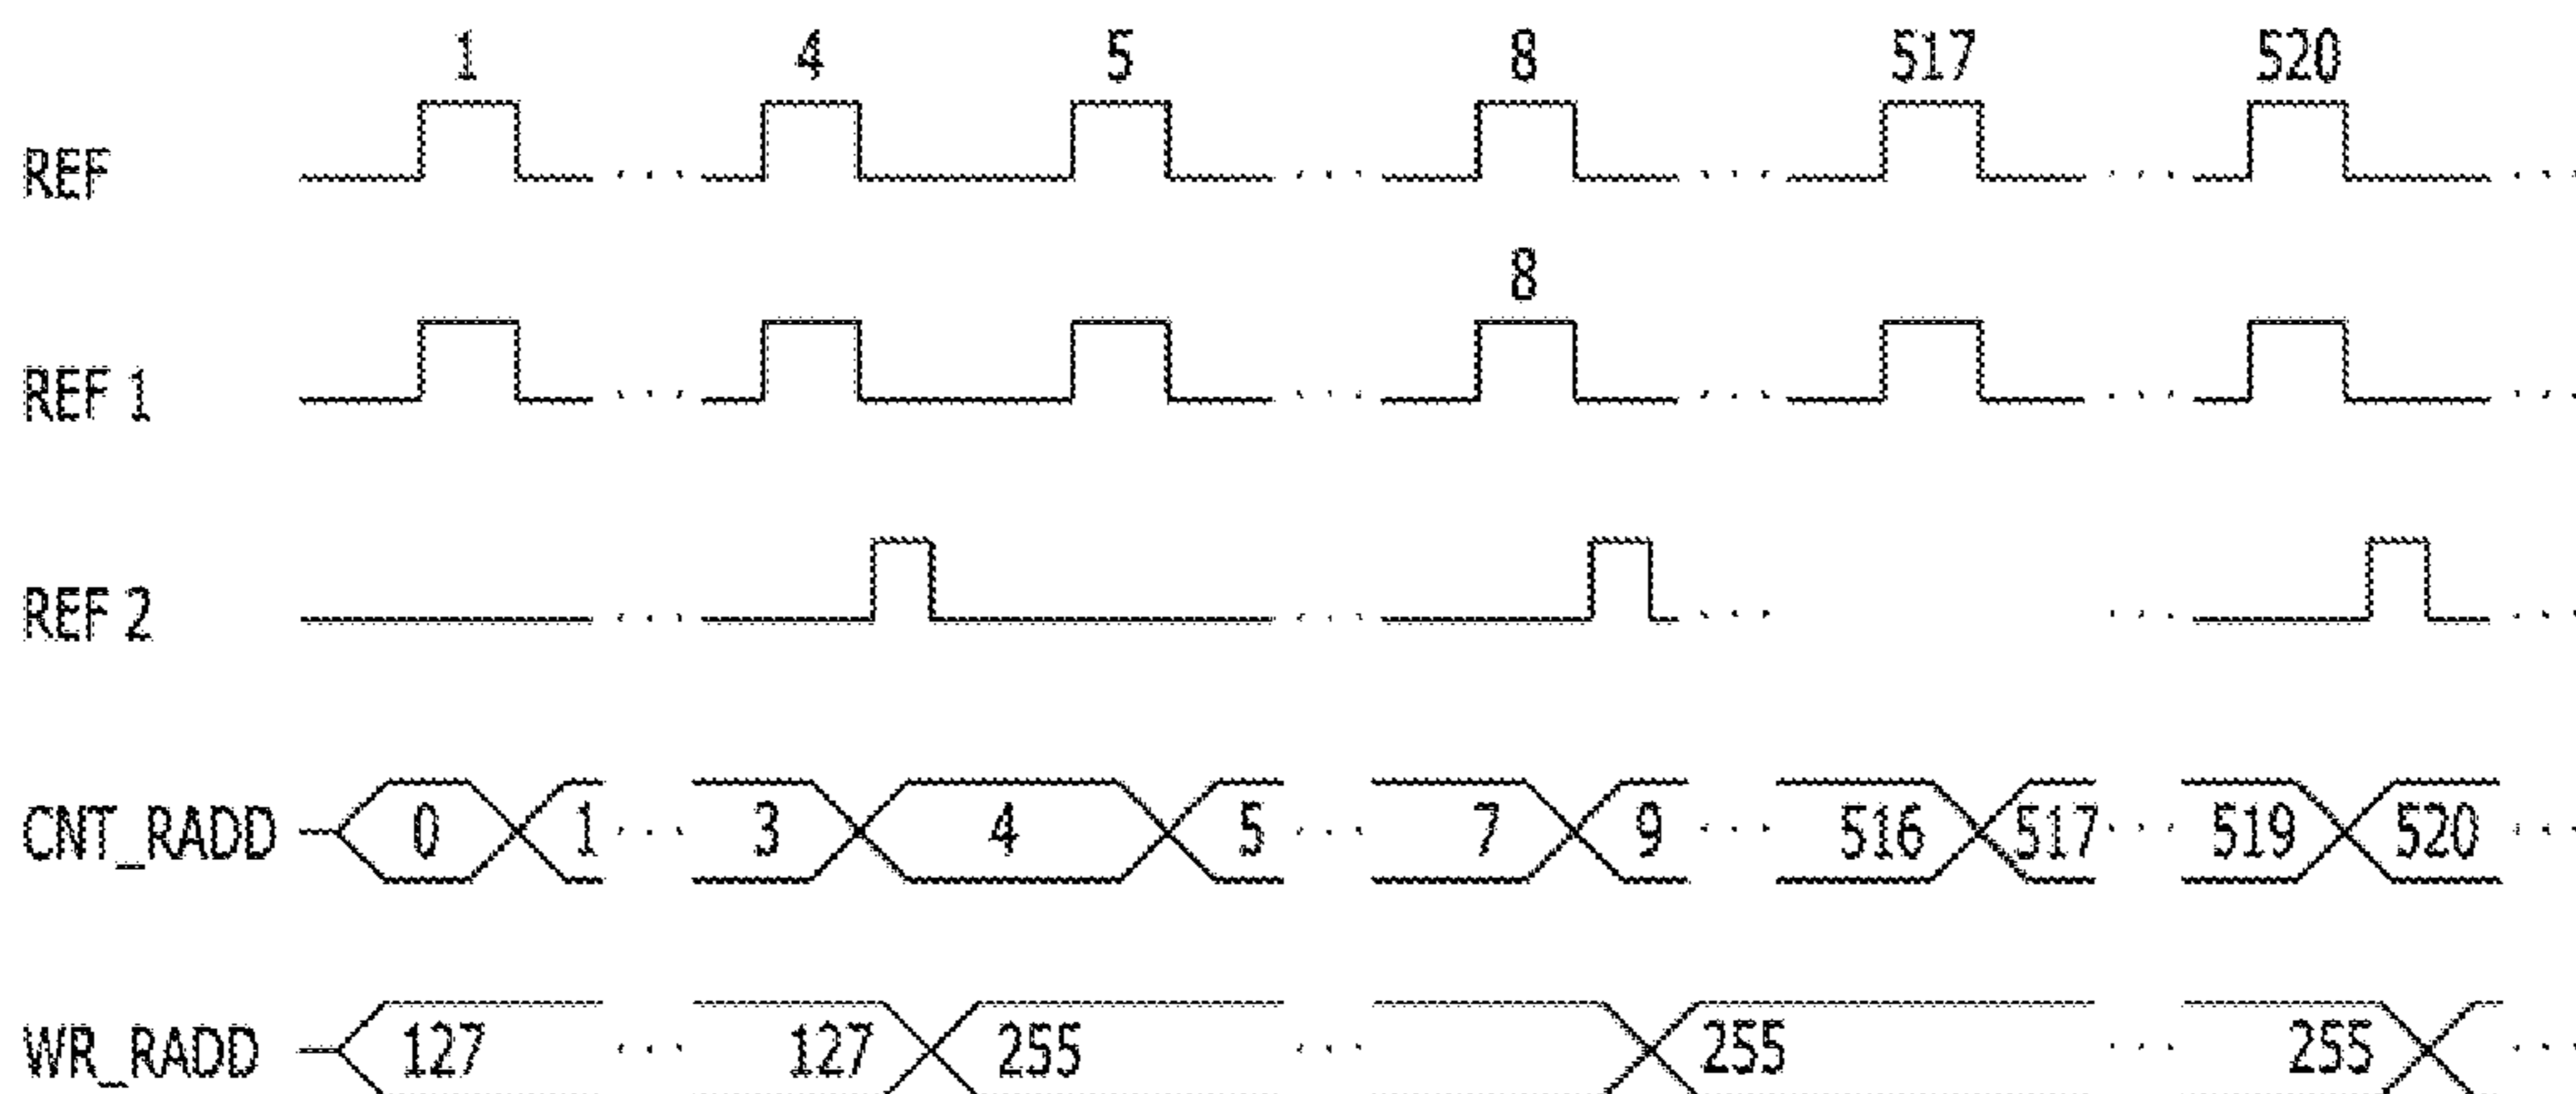 1 4 5 8 517 520
REF
8
REF 1
REF 2
CNT_RADD 0 1 3 4 5 7 9 516 517 519 520
WR_RADD 127 127 255 255 255